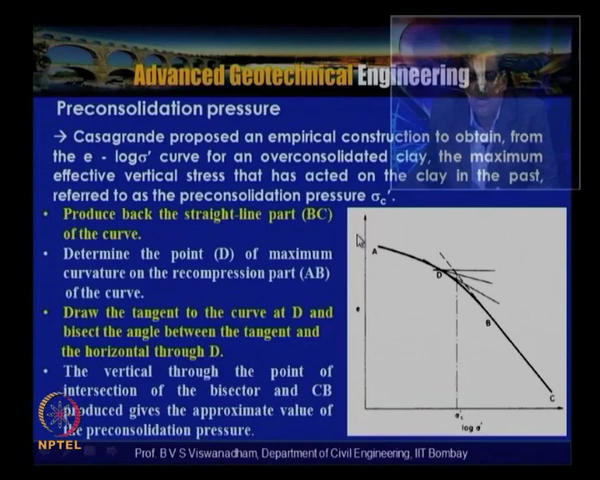 Advanced Geotechnical Engineering
Preconsolidation pressure
→ Casagrande proposed an empirical construction to obtain, from
the e - logσ' curve for an overconsolidated clay, the maximum
effective vertical stress that has acted on the clay in the past,
referred to as the preconsolidation pressure σc'.
• Produce back the straight-line part (BC)
of the curve.
• Determine the point (D) of maximum
curvature on the recompression part (AB)
of the curve.
• Draw the tangent to the curve at D and
bisect the angle between the tangent and
the horizontal through D.
• The vertical through the point of
intersection of the bisector and CB
produced gives the approximate value of
the preconsolidation pressure.
A
D
e
B
C
σ'c
log σ'
NPTEL
Prof. B V S Viswanadham, Department of Civil Engineering, IIT Bombay